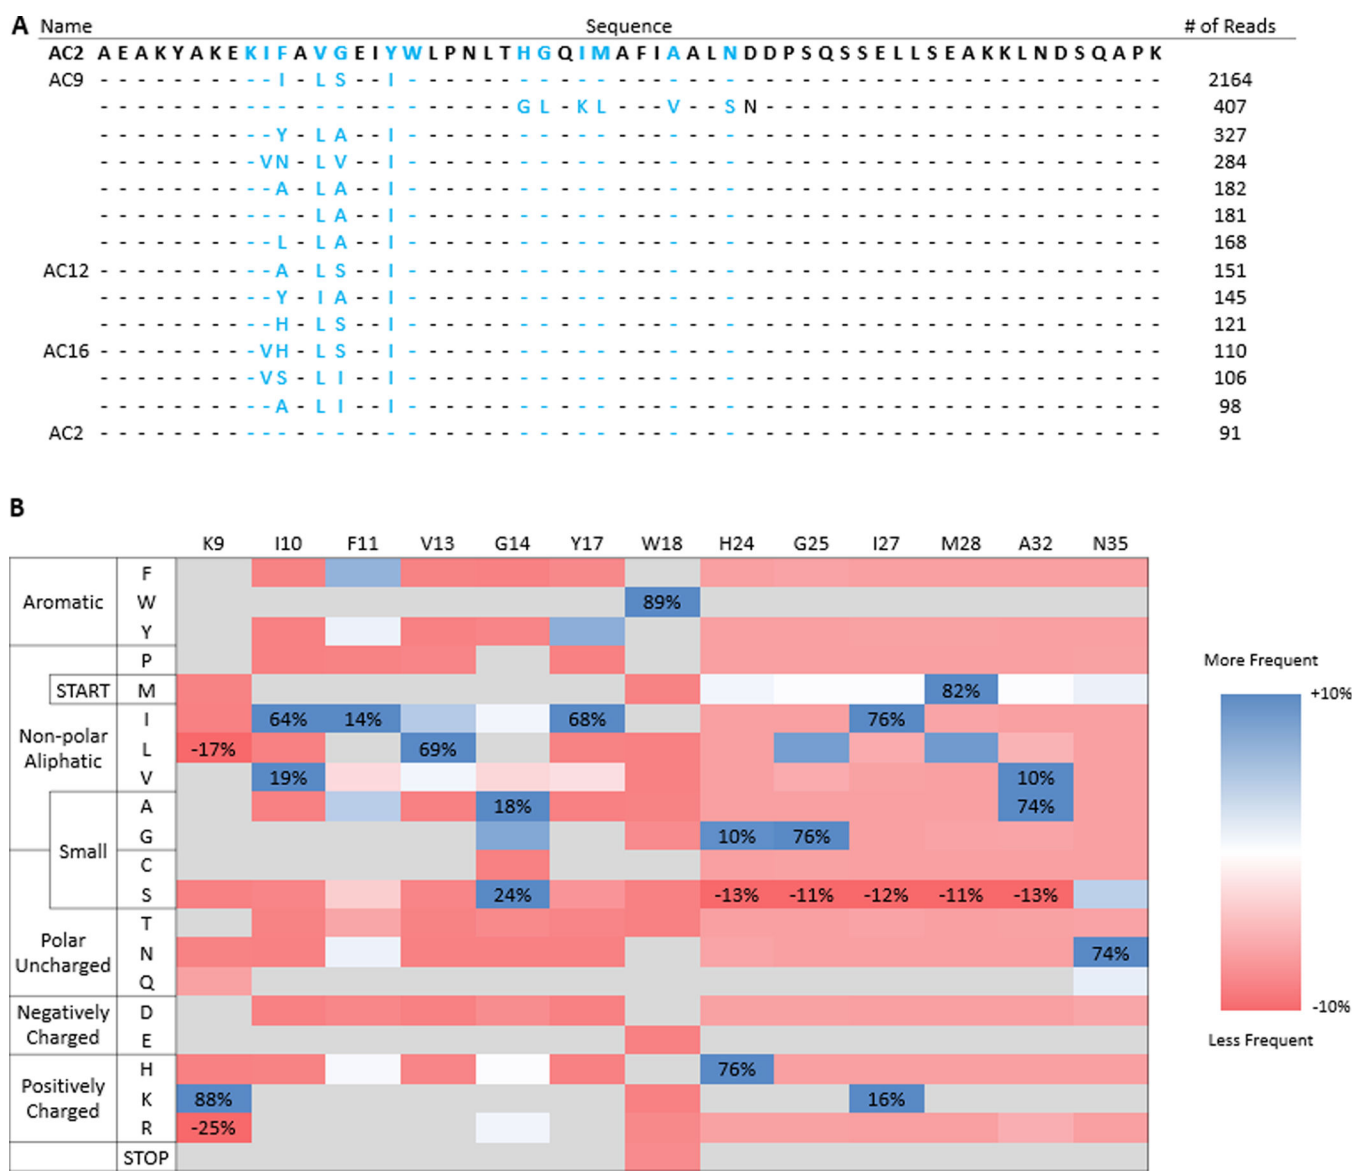 A
Name Sequence # of Reads
AC2 A E A K Y A K E K I F A V G E I Y W L P N L T H G Q I M A F I A A L N D D P S Q S S E L L S E A K K L N D S Q A P K
AC9 - - - - - - - - - - I - L S - - I - - - - - - - - - - - - - - - - - - - - - - - - - - - - - - - - - - - - - - - - - 2164
- - - - - - - - - - - - - - - - - - - - - - - G L - K L - - - V - - S N - - - - - - - - - - - - - - - - - - - - - - 407
- - - - - - - - - - Y - L A - - I - - - - - - - - - - - - - - - - - - - - - - - - - - - - - - - - - - - - - - - - - 327
- - - - - - - - - V N - L V - - I - - - - - - - - - - - - - - - - - - - - - - - - - - - - - - - - - - - - - - - - - 284
- - - - - - - - - - A - L A - - I - - - - - - - - - - - - - - - - - - - - - - - - - - - - - - - - - - - - - - - - - 182
- - - - - - - - - - - - L A - - I - - - - - - - - - - - - - - - - - - - - - - - - - - - - - - - - - - - - - - - - - 181
- - - - - - - - - - L - L A - - I - - - - - - - - - - - - - - - - - - - - - - - - - - - - - - - - - - - - - - - - - 168
AC12 - - - - - - - - - - A - L S - - I - - - - - - - - - - - - - - - - - - - - - - - - - - - - - - - - - - - - - - - - - 151
- - - - - - - - - - Y - I A - - I - - - - - - - - - - - - - - - - - - - - - - - - - - - - - - - - - - - - - - - - - 145
- - - - - - - - - - H - L S - - I - - - - - - - - - - - - - - - - - - - - - - - - - - - - - - - - - - - - - - - - - 121
AC16 - - - - - - - - - V H - L S - - I - - - - - - - - - - - - - - - - - - - - - - - - - - - - - - - - - - - - - - - - - 110
- - - - - - - - - V S - L I - - I - - - - - - - - - - - - - - - - - - - - - - - - - - - - - - - - - - - - - - - - - 106
- - - - - - - - - - A - L I - - I - - - - - - - - - - - - - - - - - - - - - - - - - - - - - - - - - - - - - - - - - 98
AC2 - - - - - - - - - - - - - - - - - - - - - - - - - - - - - - - - - - - - - - - - - - - - - - - - - - - - - - - - - - 91
B
K9 I10 F11 V13 G14 Y17 W18 H24 G25 I27 M28 A32 N35
F
Aromatic W 89%
Y
P
START M 82%
Non-polar Aliphatic
I 64% 14% 68% 76%
L -17% 69%
V 19% 10%
Small
A 18% 74%
G 10% 76%
C
S 24% -13% -11% -12% -11% -13%
Polar Uncharged
T
N 74%
Q
Negatively Charged
D
E
Positively Charged
H 76%
K 88% 16%
R -25%
STOP
More Frequent
+10%
-10%
Less Frequent